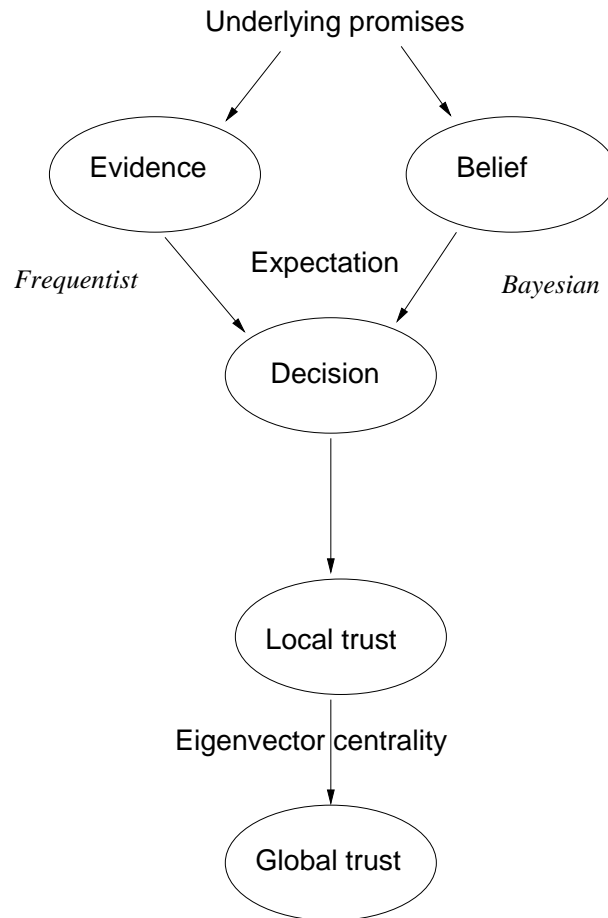 Underlying promises
Evidence
Belief
Expectation
Frequentist
Bayesian
Decision
Local trust
Eigenvector centrality
Global trust